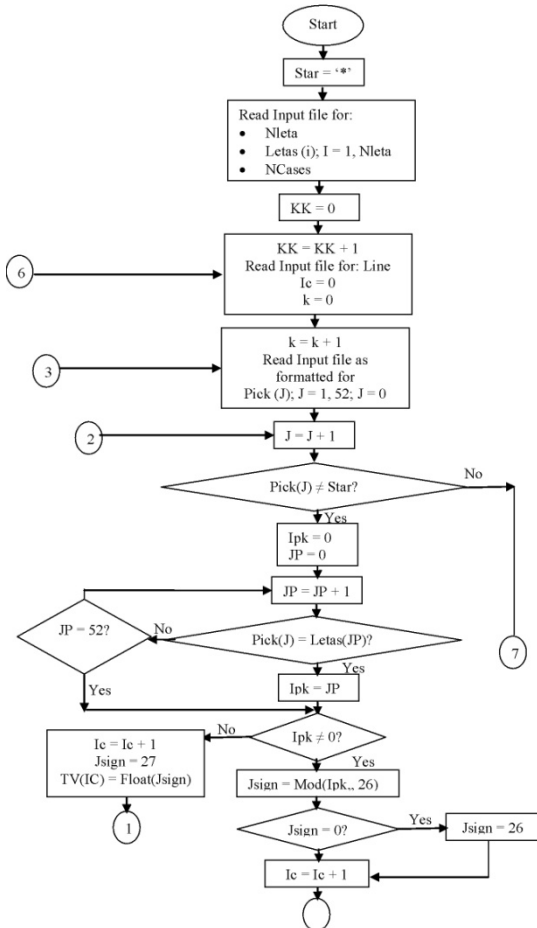 Start
Star = ‘*’
Read Input file for:
• Nleta
• Letas (i); I = 1, Nleta
• NCases
KK = 0
KK = KK + 1
Read Input file for: Line
Ic = 0
k = 0
6
k = k + 1
Read Input file as
formatted for
Pick (J); J = 1, 52; J = 0
3
J = J + 1
2
Pick(J) ≠ Star?
No
Yes
Ipk = 0
JP = 0
JP = JP + 1
JP = 52?
No
Pick(J) = Letas(JP)?
7
Yes
Yes
Ipk = JP
No
Ipk ≠ 0?
Ic = Ic + 1
Jsign = 27
TV(IC) = Float(Jsign)
Yes
Jsign = Mod(Ipk,, 26)
1
Jsign = 0?
Yes
Jsign = 26
Ic = Ic + 1